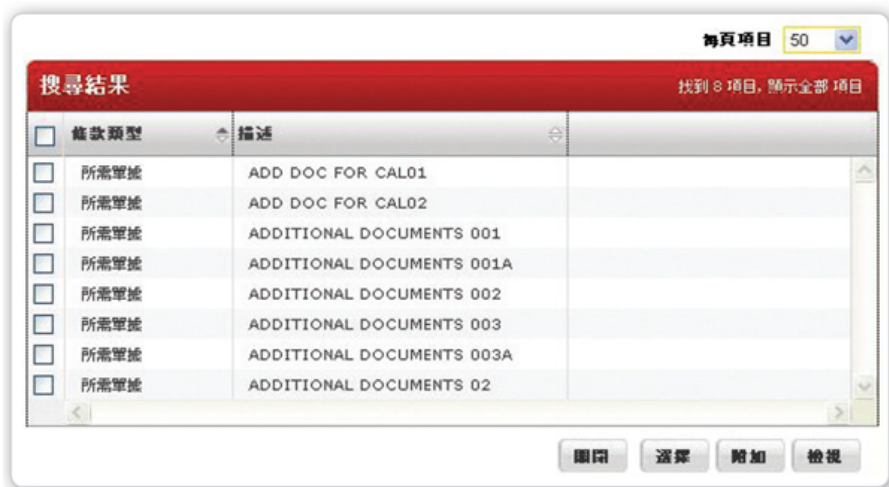 每頁項目 50
搜尋結果 找到 8 項目, 顯示全部 項目
條款類型 描述
所需單據 ADD DOC FOR CAL01
所需單據 ADD DOC FOR CAL02
所需單據 ADDITIONAL DOCUMENTS 001
所需單據 ADDITIONAL DOCUMENTS 001A
所需單據 ADDITIONAL DOCUMENTS 002
所需單據 ADDITIONAL DOCUMENTS 003
所需單據 ADDITIONAL DOCUMENTS 003A
所需單據 ADDITIONAL DOCUMENTS 02
關閉 選擇 附加 檢視